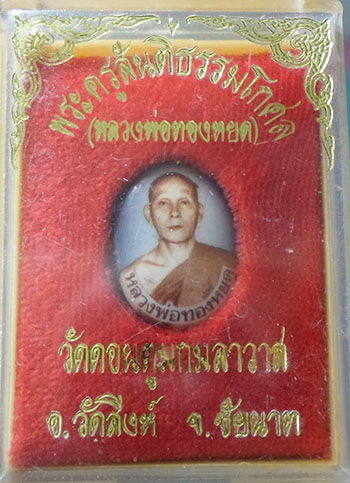 พระครูสันติธรรมโกศล
(หลวงพ่อทองหยด)
หลวงพ่อทองหยด
วัดดอนตูมกมลาวาส
อ.วัดสิงห์ จ.ชัยนาท